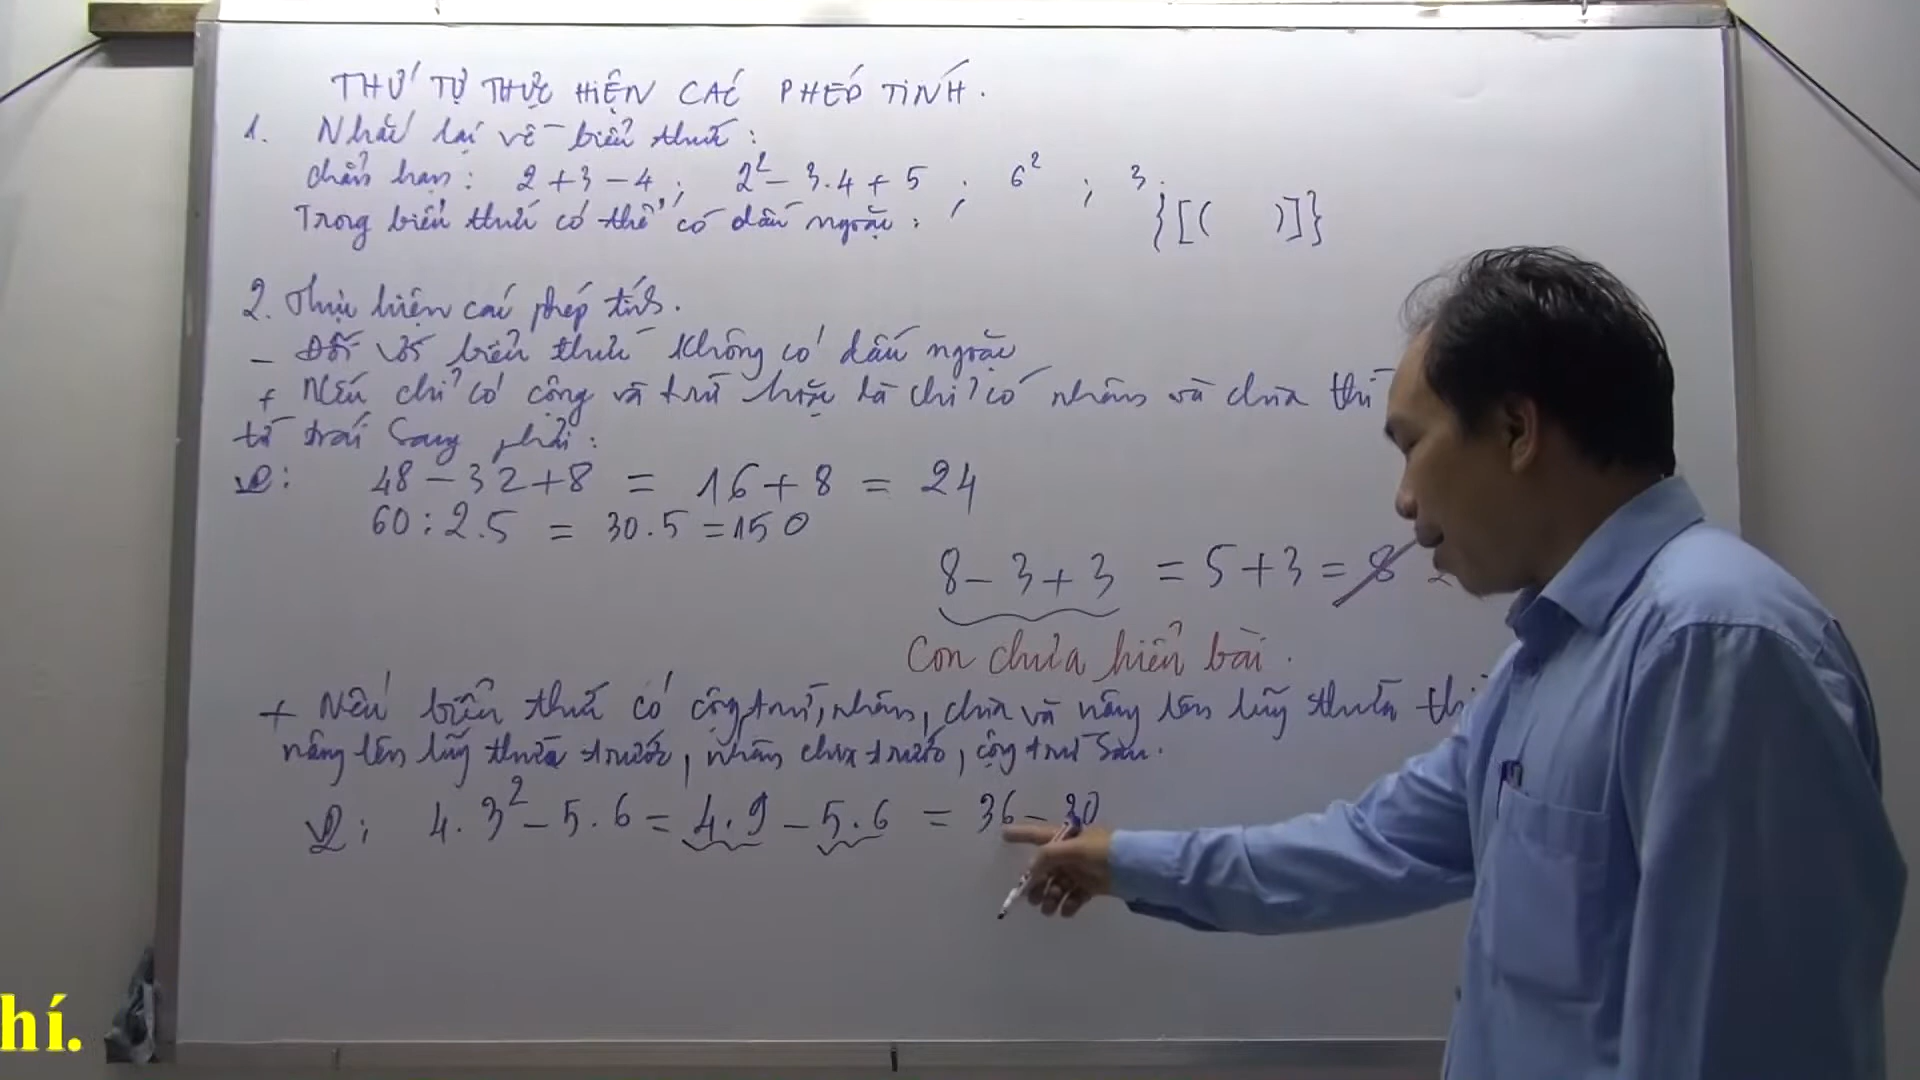 THỨ TỰ THỰC HIỆN CÁC PHÉP TÍNH.
1. Nhắc lại về biểu thức:
chẳng hạn: 2 + 3 - 4; 2² - 3.4 + 5 ; 6² ; 3.
Trong biểu thức có thể có dấu ngoặc: {[( )]}
2. Thực hiện các phép tính.
- Đối với biểu thức không có dấu ngoặc
+ Nếu chỉ có cộng và trừ hoặc là chỉ có nhân và chia thì
từ trái sang phải:
VD: 48 - 32 + 8 = 16 + 8 = 24
60 : 2.5 = 30.5 = 150
8 - 3 + 3 = 5 + 3 = 8
Con chưa hiểu bài.
+ Nếu biểu thức có cộng trừ, nhân, chia và nâng lên lũy thừa thì
nâng lên lũy thừa trước, nhân chia trước, cộng trừ sau.
VD: 4.3² - 5.6 = 4.9 - 5.6 = 36 - 30
hí.